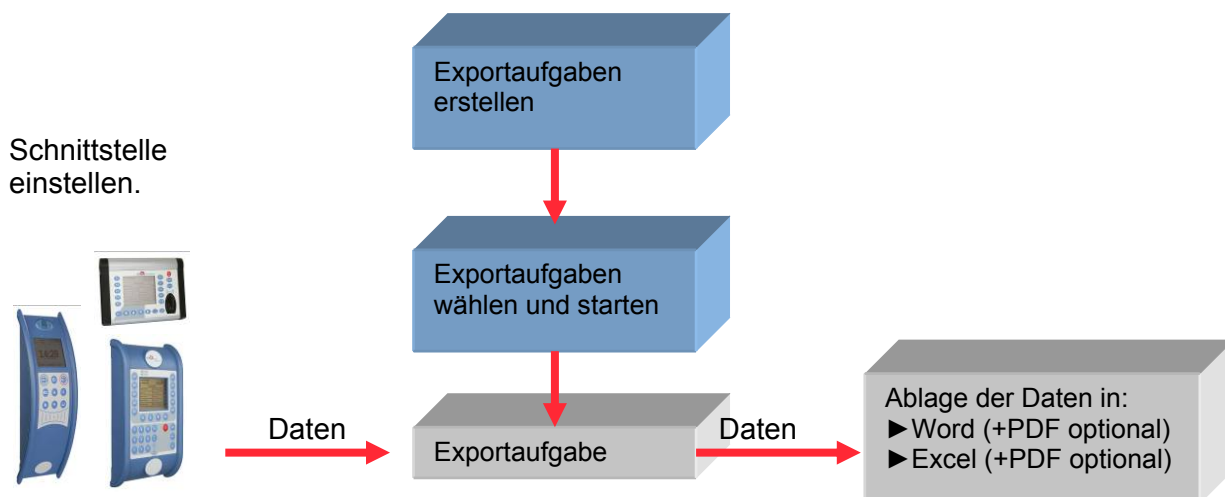 Exportaufgaben
erstellen
Schnittstelle
einstellen.
Exportaufgaben
wählen und starten
Daten
Exportaufgabe
Daten
Ablage der Daten in:
►Word (+PDF optional)
►Excel (+PDF optional)